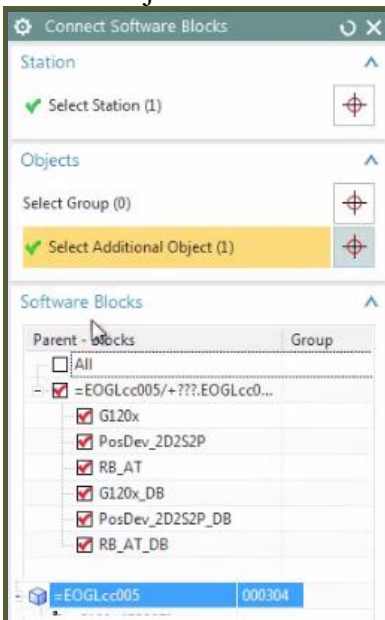 Connect Software Blocks
Station
Select Station (1)
Objects
Select Group (0)
Select Additional Object (1)
Software Blocks
Parent - Blocks Group
All
=EOGLcc005/+???.EOGLcc0...
G120x
PosDev_2D2S2P
RB_AT
G120x_DB
PosDev_2D2S2P_DB
RB_AT_DB
=EOGLcc005 000304